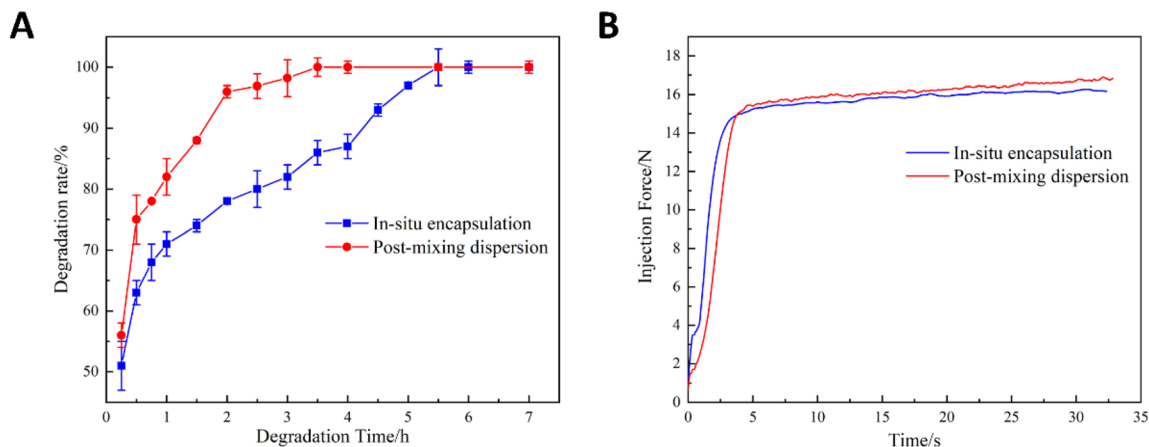 A
100
90
80
70
60
50
Degradation rate/%
In-situ encapsulation
Post-mixing dispersion
0 1 2 3 4 5 6 7
Degradation Time/h
B
18
16
14
12
10
8
6
4
2
0
Injection Force/N
In-situ encapsulation
Post-mixing dispersion
0 5 10 15 20 25 30 35
Time/s